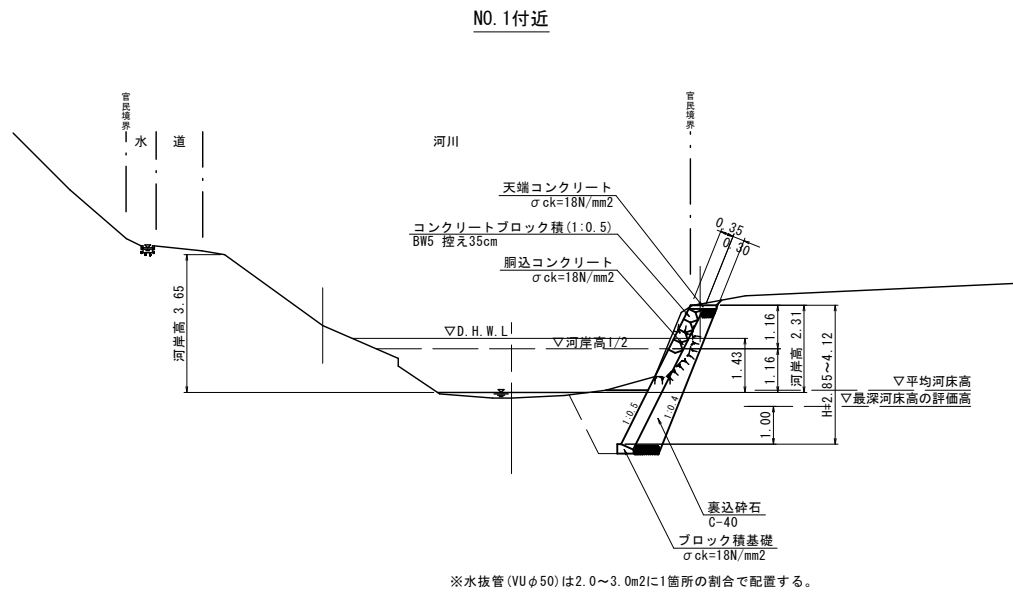 NO.1付近
官民境界
水
道
河川
官民境界
天端コンクリート
σck=18N/mm2
コンクリートブロック積(1:0.5)
BW5 控え35cm
胴込コンクリート
σck=18N/mm2
0.35
0.30
河岸高 3.65
▽D.H.W.L
▽河岸高1/2
1.43
1.16
1.16
河岸高 2.31
H=2.85~4.12
▽平均河床高
▽最深河床高の評価高
1.00
1:0.5
1:0.4
裏込砕石
C-40
ブロック積基礎
σck=18N/mm2
※水抜管(VUφ50)は2.0~3.0m2に1箇所の割合で配置する。